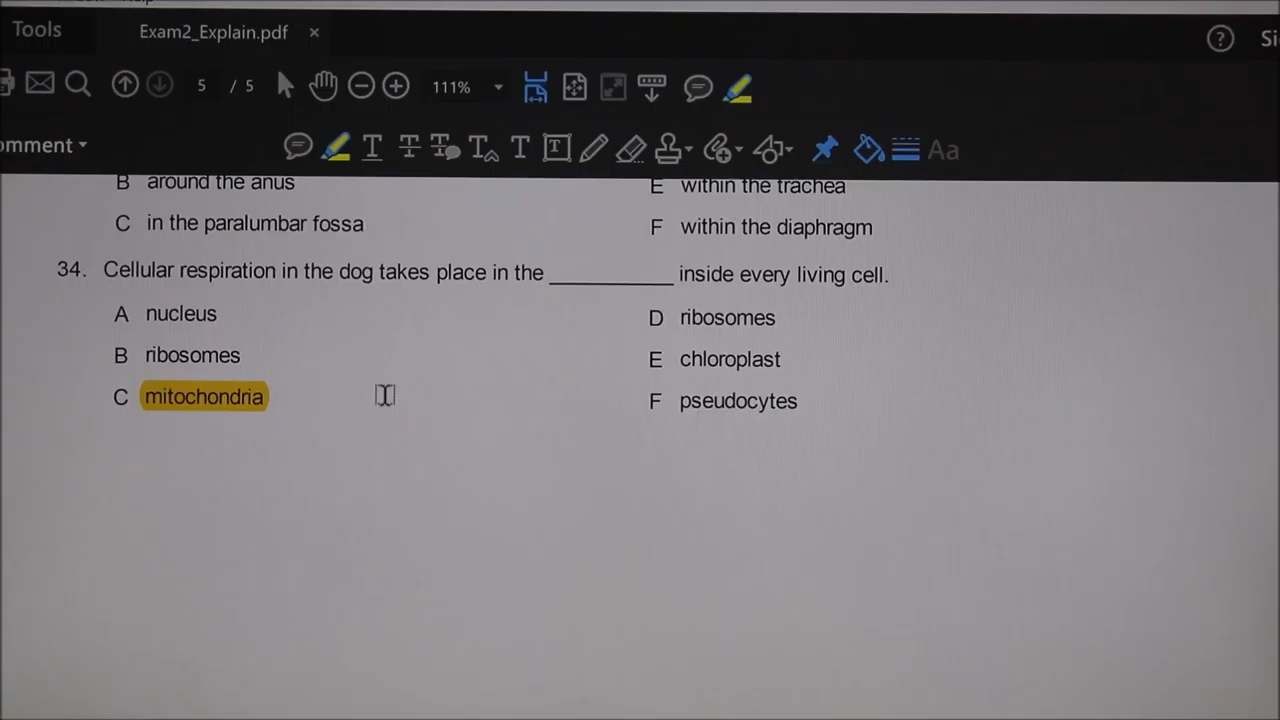 Tools
Exam2_Explain.pdf ×
5 / 5
111%
omment
Aa
B around the anus
E within the trachea
C in the paralumbar fossa
F within the diaphragm
34. Cellular respiration in the dog takes place in the __________ inside every living cell.
A nucleus
D ribosomes
B ribosomes
E chloroplast
C mitochondria
F pseudocytes